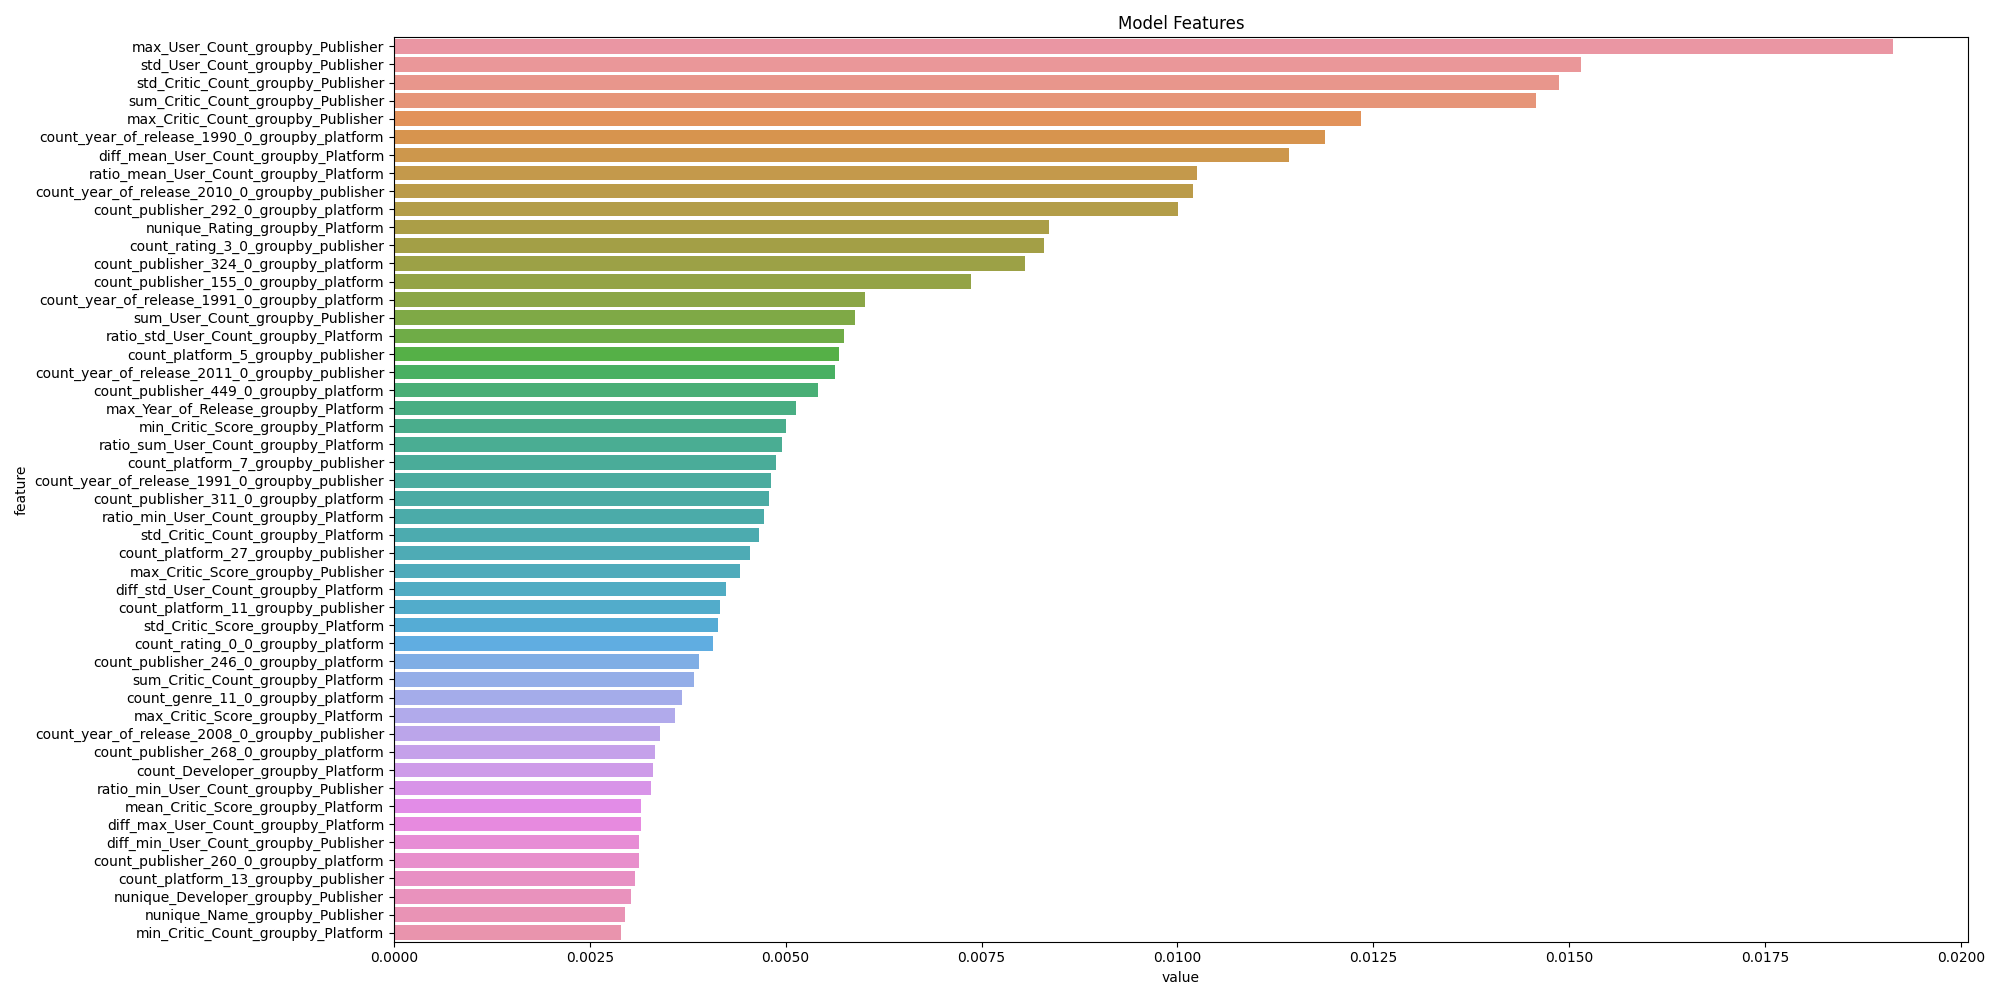 Model Features
max_User_Count_groupby_Publisher
std_User_Count_groupby_Publisher
std_Critic_Count_groupby_Publisher
sum_Critic_Count_groupby_Publisher
max_Critic_Count_groupby_Publisher
count_year_of_release_1990_0_groupby_platform
diff_mean_User_Count_groupby_Platform
ratio_mean_User_Count_groupby_Platform
count_year_of_release_2010_0_groupby_publisher
count_publisher_292_0_groupby_platform
nunique_Rating_groupby_Platform
count_rating_3_0_groupby_publisher
count_publisher_324_0_groupby_platform
count_publisher_155_0_groupby_platform
count_year_of_release_1991_0_groupby_platform
sum_User_Count_groupby_Publisher
ratio_std_User_Count_groupby_Platform
count_platform_5_groupby_publisher
count_year_of_release_2011_0_groupby_publisher
count_publisher_449_0_groupby_platform
max_Year_of_Release_groupby_Platform
min_Critic_Score_groupby_Platform
ratio_sum_User_Count_groupby_Platform
count_platform_7_groupby_publisher
count_year_of_release_1991_0_groupby_publisher
count_publisher_311_0_groupby_platform
ratio_min_User_Count_groupby_Platform
std_Critic_Count_groupby_Platform
count_platform_27_groupby_publisher
max_Critic_Score_groupby_Publisher
diff_std_User_Count_groupby_Platform
count_platform_11_groupby_publisher
std_Critic_Score_groupby_Platform
count_rating_0_0_groupby_platform
count_publisher_246_0_groupby_platform
sum_Critic_Count_groupby_Platform
count_genre_11_0_groupby_platform
max_Critic_Score_groupby_Platform
count_year_of_release_2008_0_groupby_publisher
count_publisher_268_0_groupby_platform
count_Developer_groupby_Platform
ratio_min_User_Count_groupby_Publisher
mean_Critic_Score_groupby_Platform
diff_max_User_Count_groupby_Platform
diff_min_User_Count_groupby_Publisher
count_publisher_260_0_groupby_platform
count_platform_13_groupby_publisher
nunique_Developer_groupby_Publisher
nunique_Name_groupby_Publisher
min_Critic_Count_groupby_Platform
feature
0.0000 0.0025 0.0050 0.0075 0.0100 0.0125 0.0150 0.0175 0.0200
value